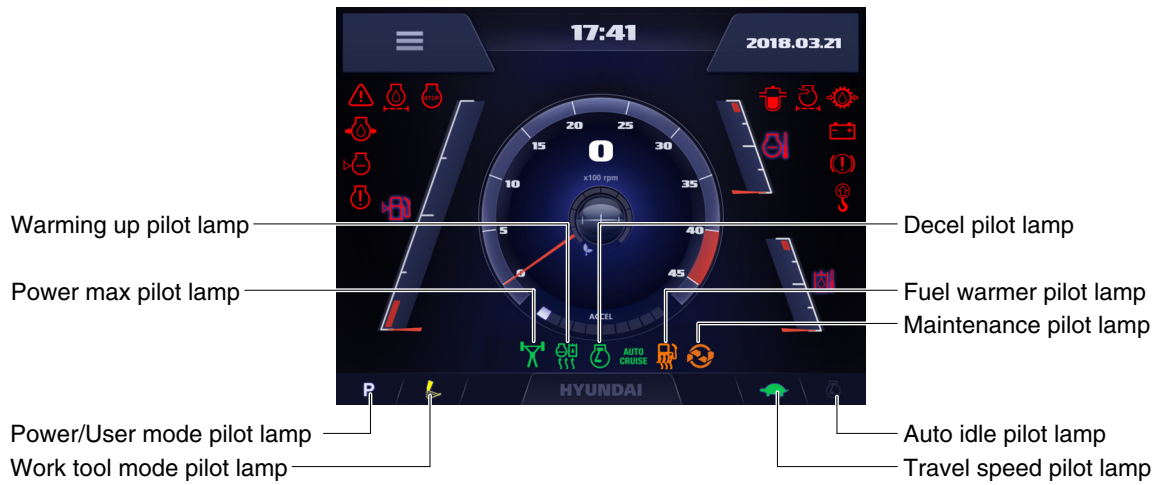 17:41
2018.03.21
STOP
20 25
15 30
0
x100 rpm
10 35
5 40
0 45
ACCEL
AUTO
CRUISE
P
HYUNDAI
Warming up pilot lamp
Power max pilot lamp
Power/User mode pilot lamp
Work tool mode pilot lamp
Decel pilot lamp
Fuel warmer pilot lamp
Maintenance pilot lamp
Auto idle pilot lamp
Travel speed pilot lamp